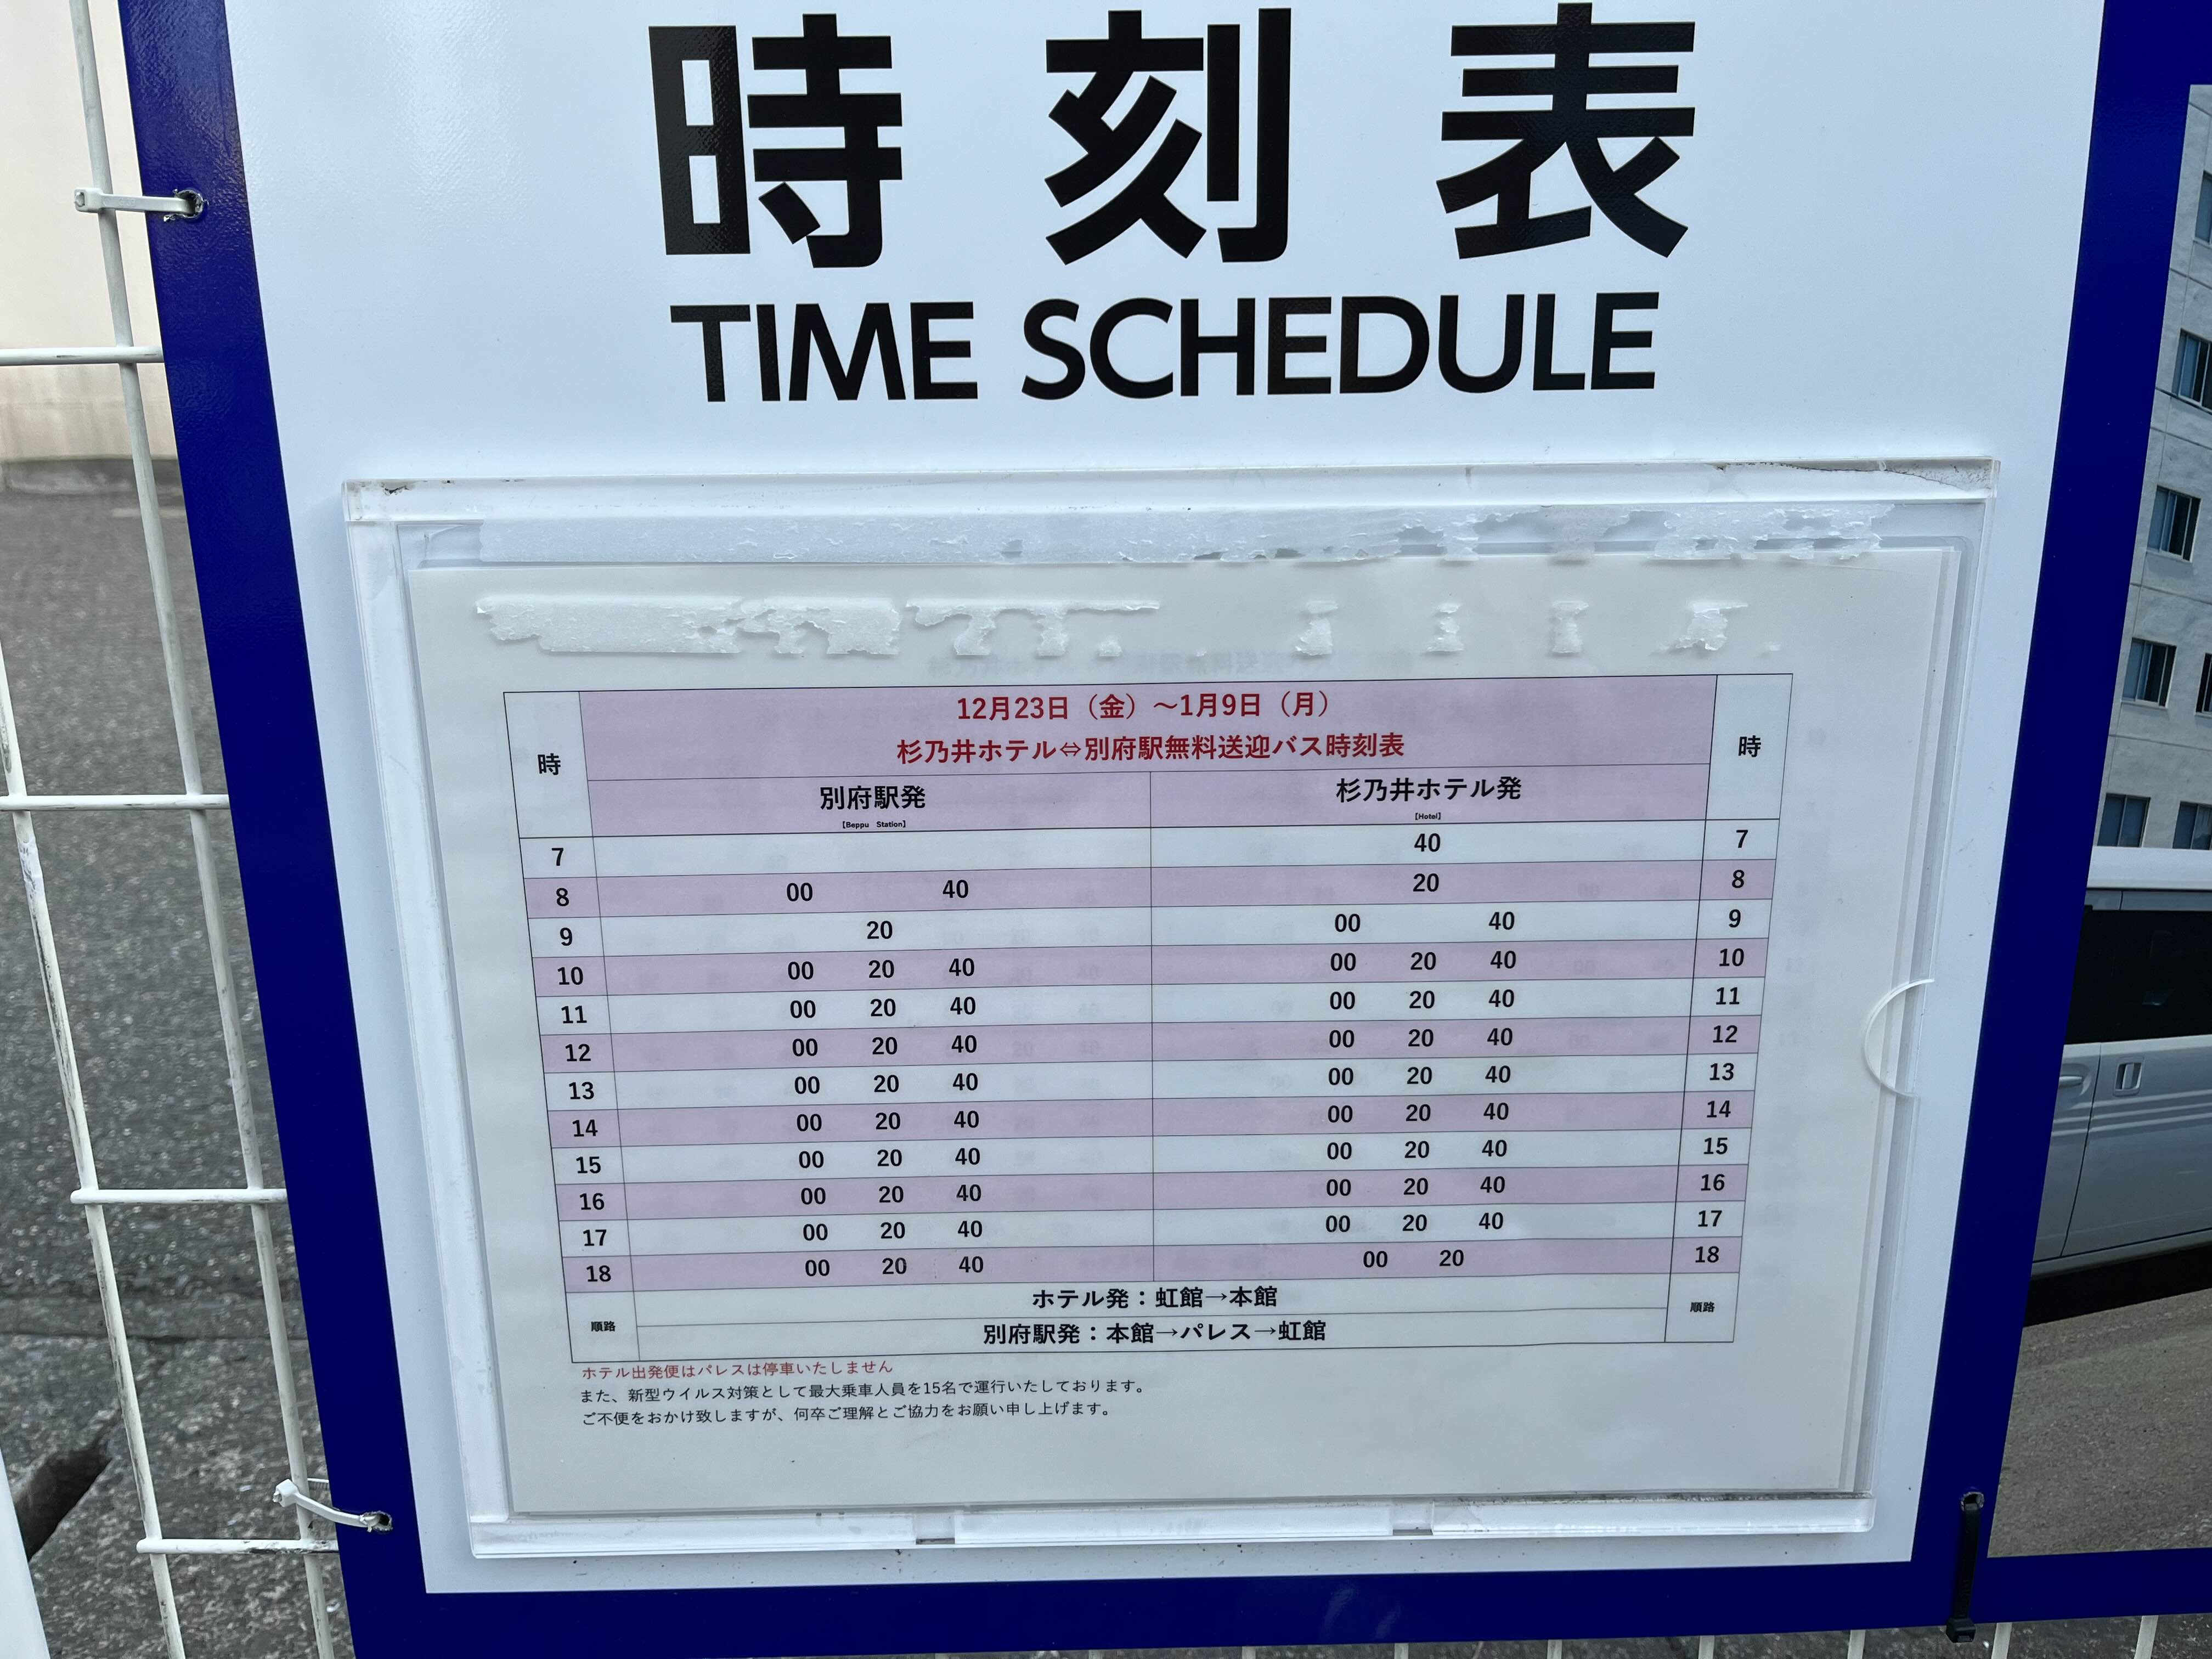 時刻表
TIME SCHEDULE
時 12月23日（金）～1月9日（月） 時
杉乃井ホテル⇔別府駅無料送迎バス時刻表
別府駅発 杉乃井ホテル発
【Beppu Station】 【Hotel】
7 40 7
8 00 40 20 8
9 20 00 40 9
10 00 20 40 00 20 40 10
11 00 20 40 00 20 40 11
12 00 20 40 00 20 40 12
13 00 20 40 00 20 40 13
14 00 20 40 00 20 40 14
15 00 20 40 00 20 40 15
16 00 20 40 00 20 40 16
17 00 20 40 00 20 40 17
18 00 20 40 00 20 18
順路 ホテル発：虹館→本館 順路
別府駅発：本館→パレス→虹館
ホテル出発便はパレスは停車いたしません
また、新型ウイルス対策として最大乗車人員を15名で運行いたしております。
ご不便をおかけ致しますが、何卒ご理解とご協力をお願い申し上げます。